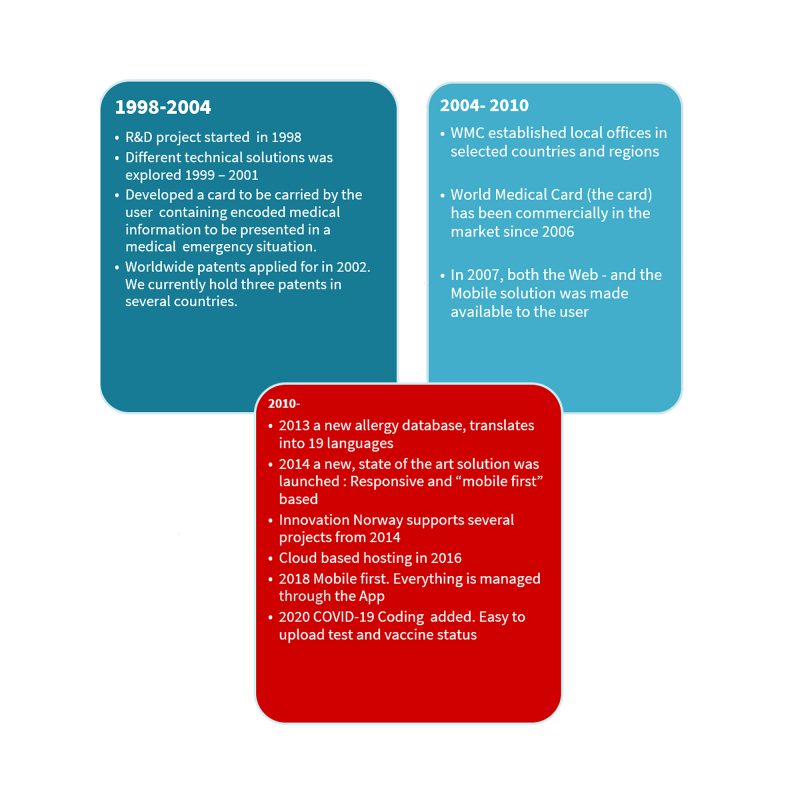 1998-2004
• R&D project started in 1998
• Different technical solutions was
explored 1999 – 2001
• Developed a card to be carried by the
user containing encoded medical
information to be presented in a
medical emergency situation.
• Worldwide patents applied for in 2002.
We currently hold three patents in
several countries.
2004- 2010
• WMC established local offices in
selected countries and regions
• World Medical Card (the card)
has been commercially in the
market since 2006
• In 2007, both the Web - and the
Mobile solution was made
available to the user
2010-
• 2013 a new allergy database, translates
into 19 languages
• 2014 a new, state of the art solution was
launched : Responsive and “mobile first”
based
• Innovation Norway supports several
projects from 2014
• Cloud based hosting in 2016
• 2018 Mobile first. Everything is managed
through the App
• 2020 COVID-19 Coding added. Easy to
upload test and vaccine status